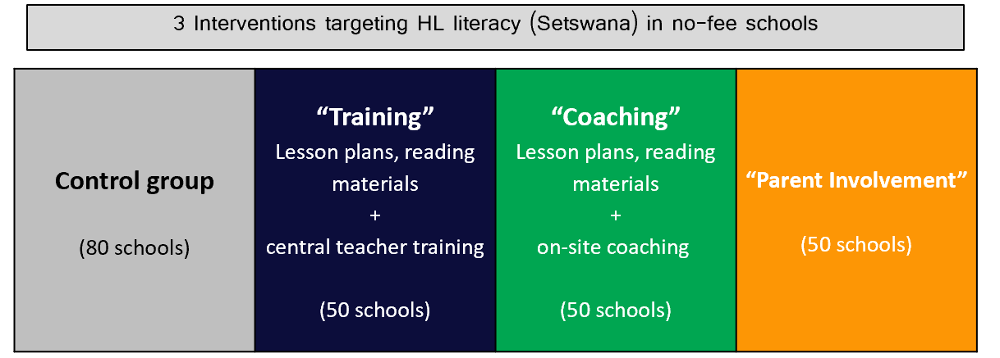 3 Interventions targeting HL literacy (Setswana) in no-fee schools
Control group
(80 schools)
“Training”
Lesson plans, reading
materials
+
central teacher training
(50 schools)
“Coaching”
Lesson plans, reading
materials
+
on-site coaching
(50 schools)
“Parent Involvement”
(50 schools)